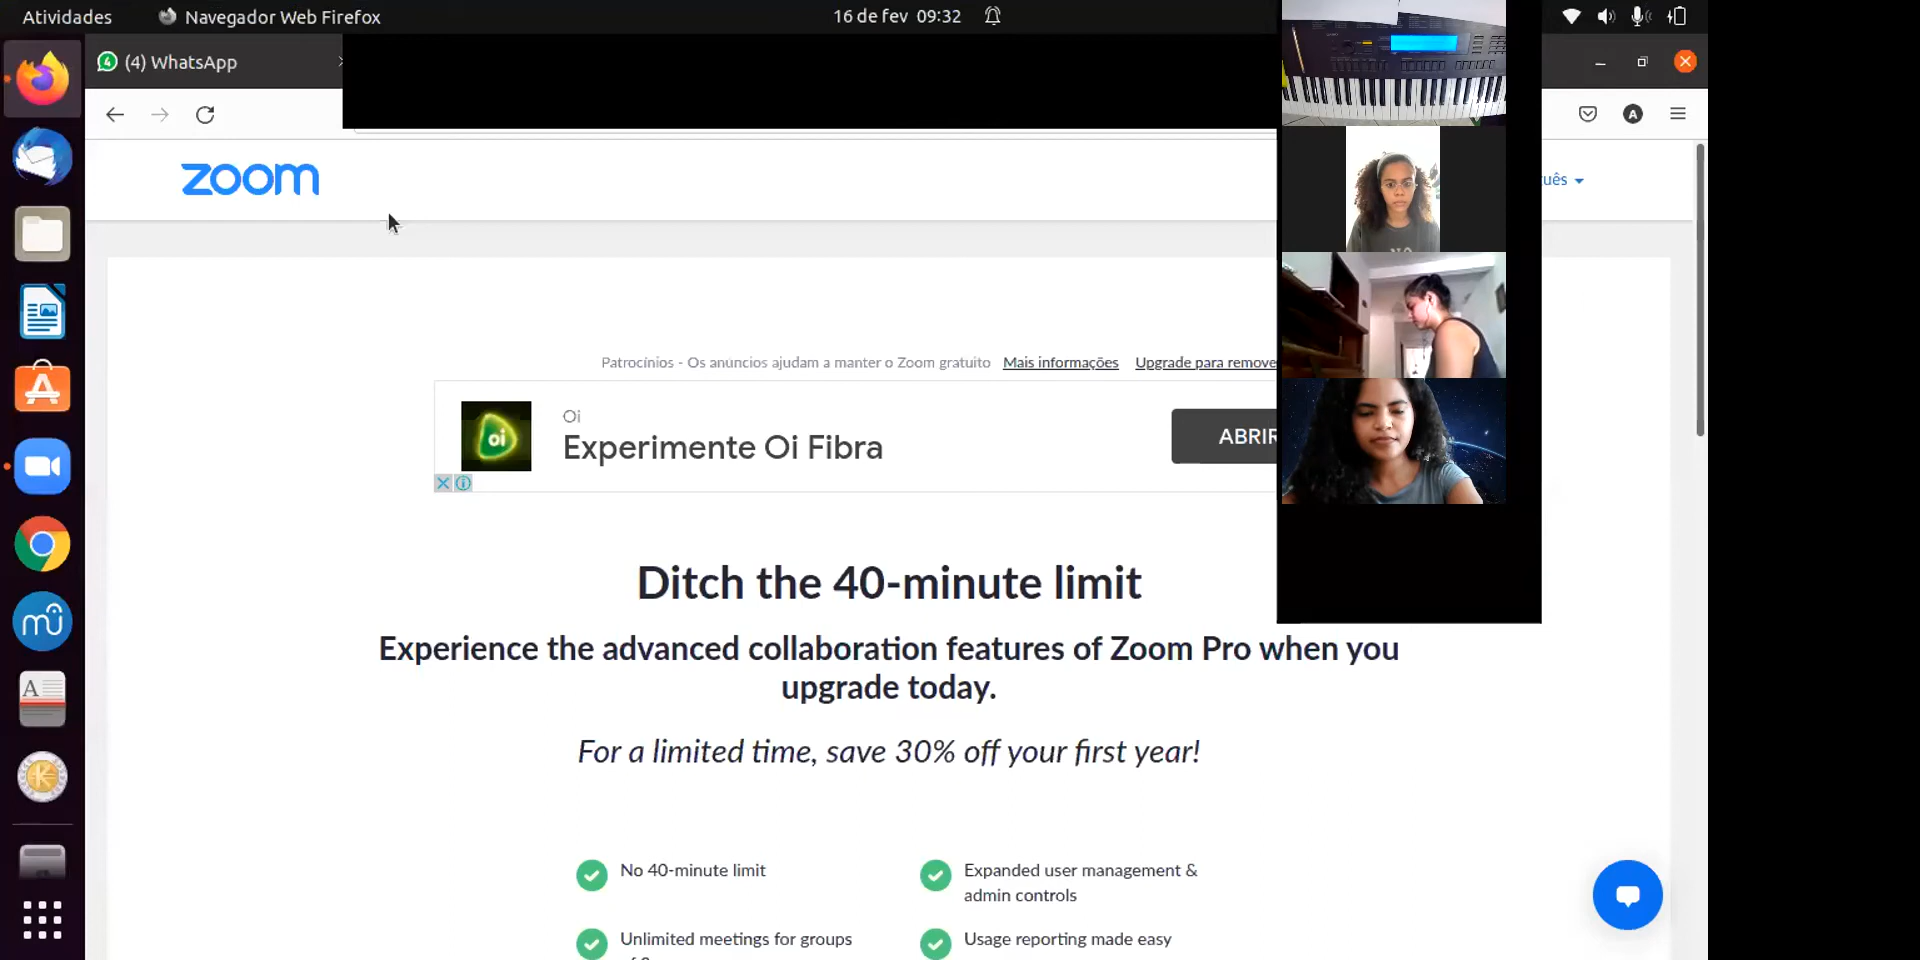 Atividades
Navegador Web Firefox
16 de fev 09:32
(4) WhatsApp
A
zoom
uês
Patrocínios - Os anúncios ajudam a manter o Zoom gratuito Mais informações Upgrade para remove
Oi
oi
Experimente Oi Fibra
ABRIR
Ditch the 40-minute limit
Experience the advanced collaboration features of Zoom Pro when you
upgrade today.
For a limited time, save 30% off your first year!
No 40-minute limit
Expanded user management &
admin controls
Unlimited meetings for groups
Usage reporting made easy